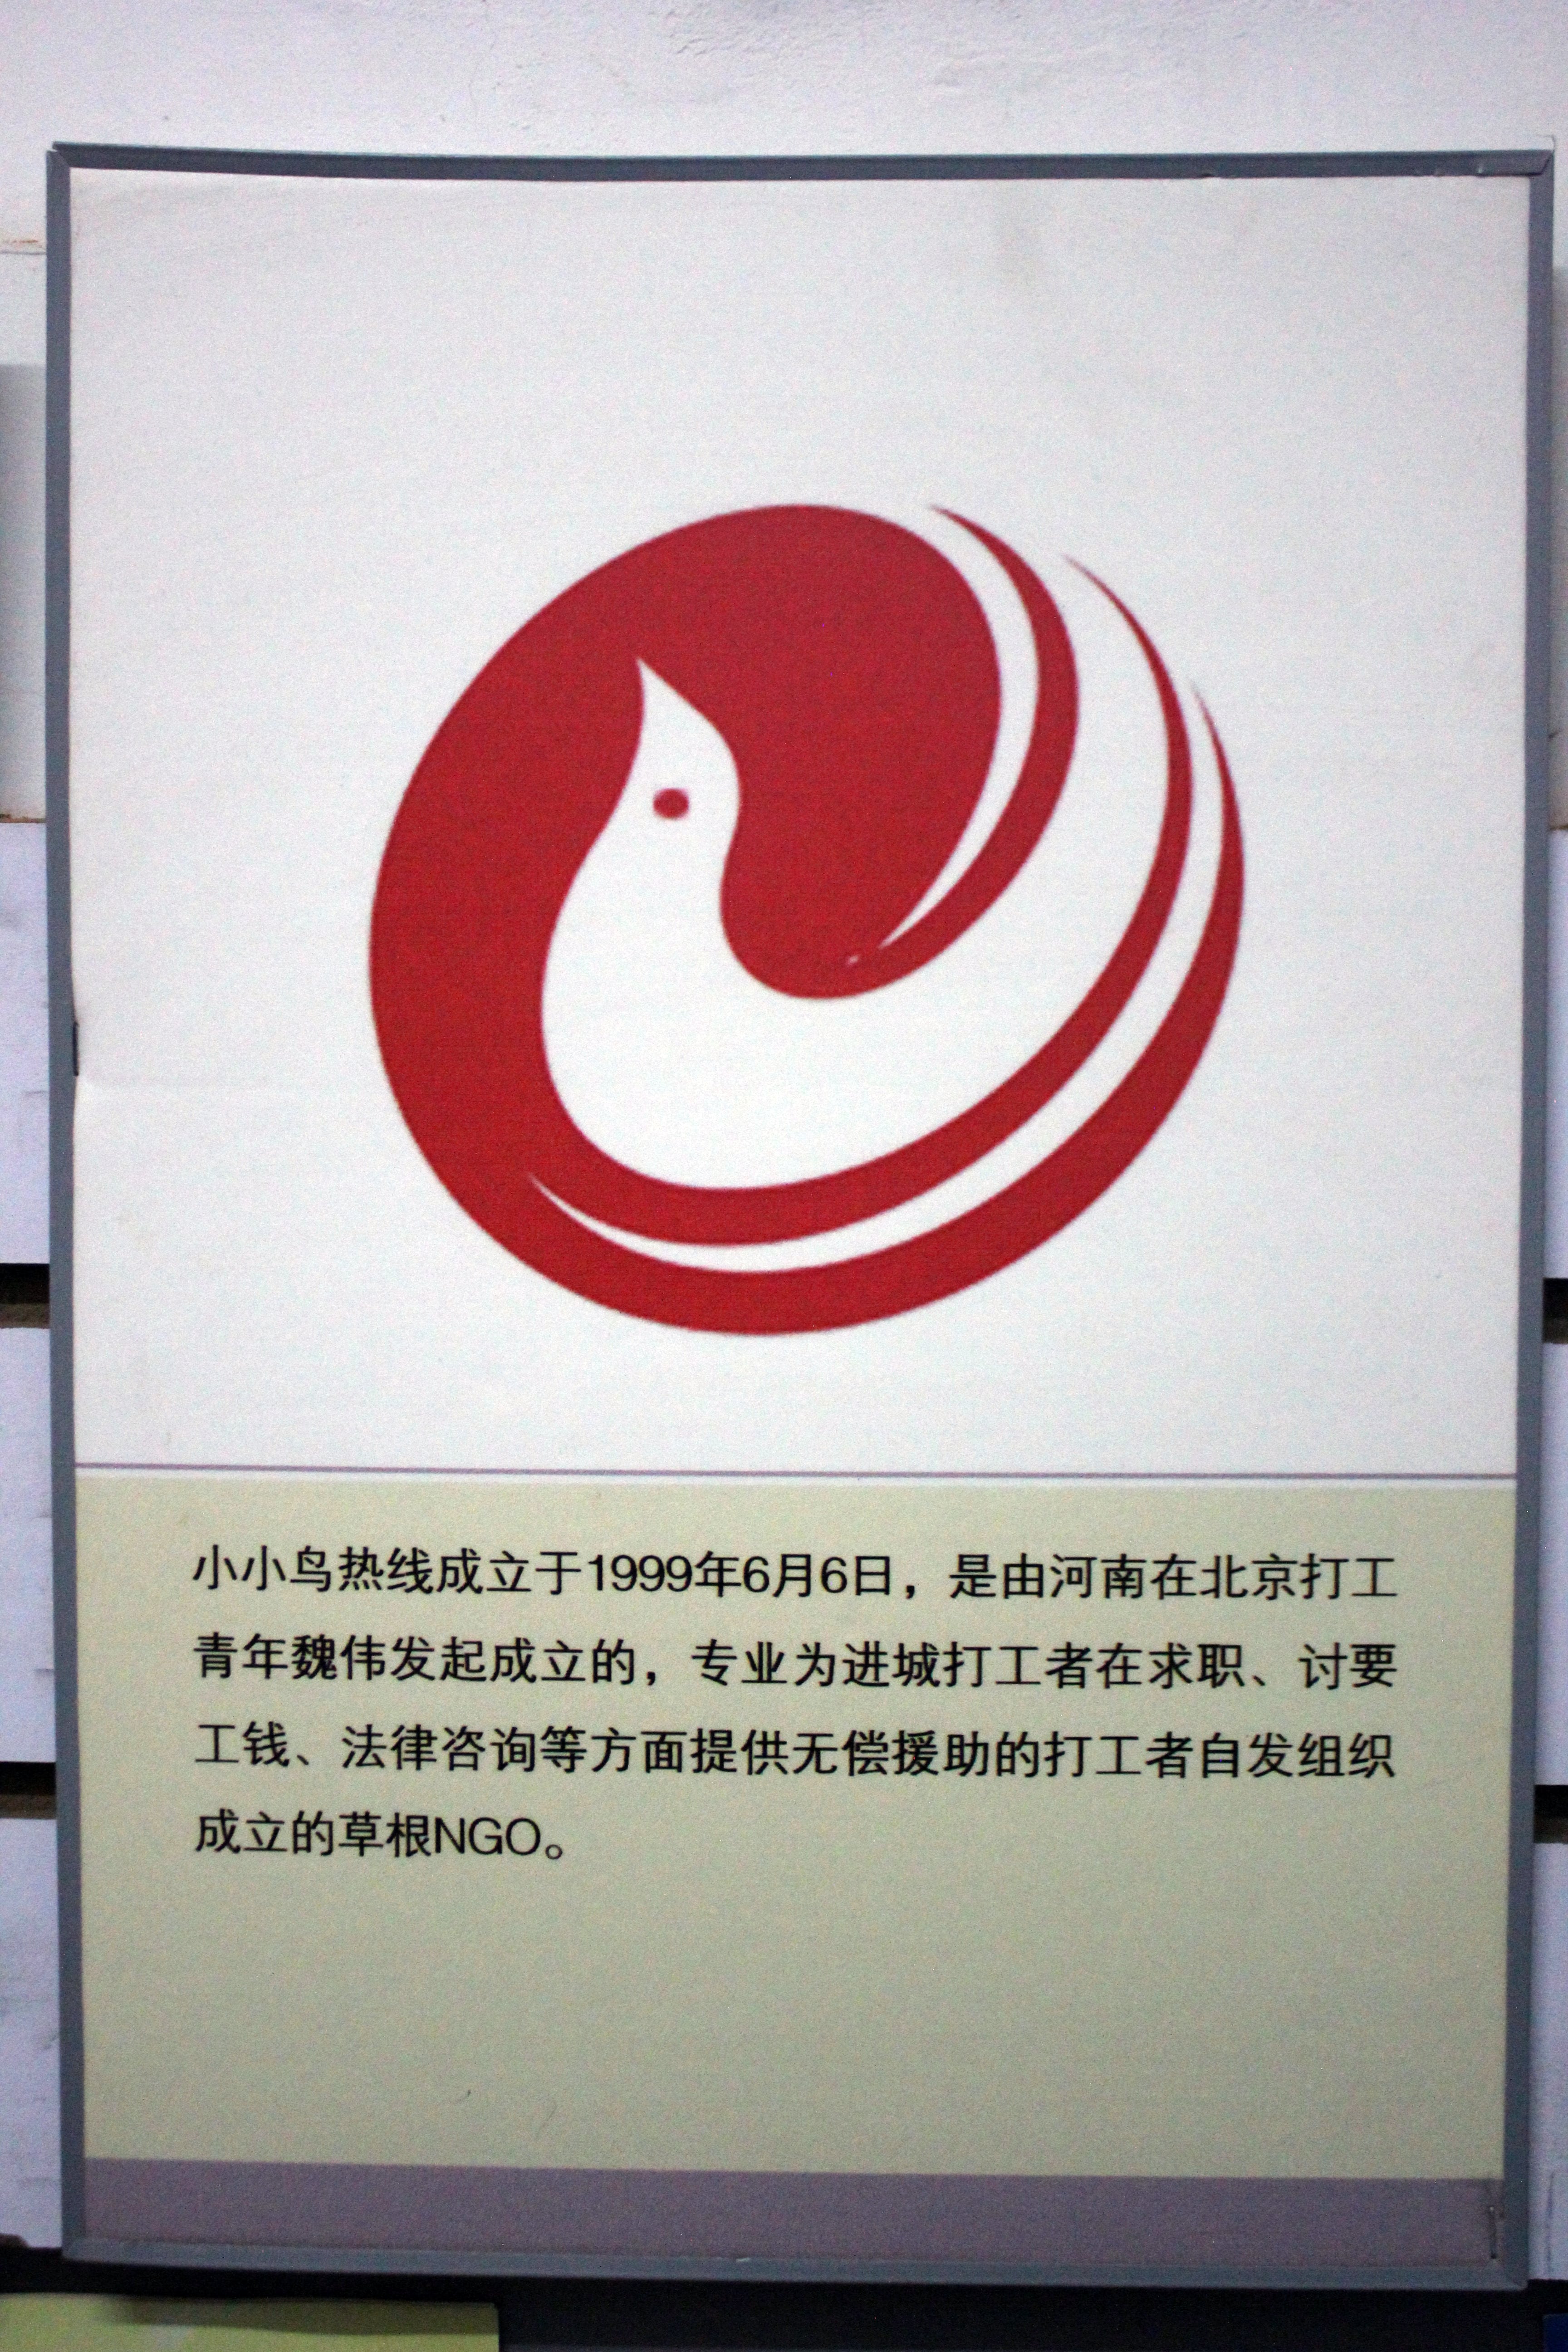 小小鸟热线成立于1999年6月6日，是由河南在北京打工
青年魏伟发起成立的，专业为进城打工者在求职、讨要
工钱、法律咨询等方面提供无偿援助的打工者自发组织
成立的草根NGO。